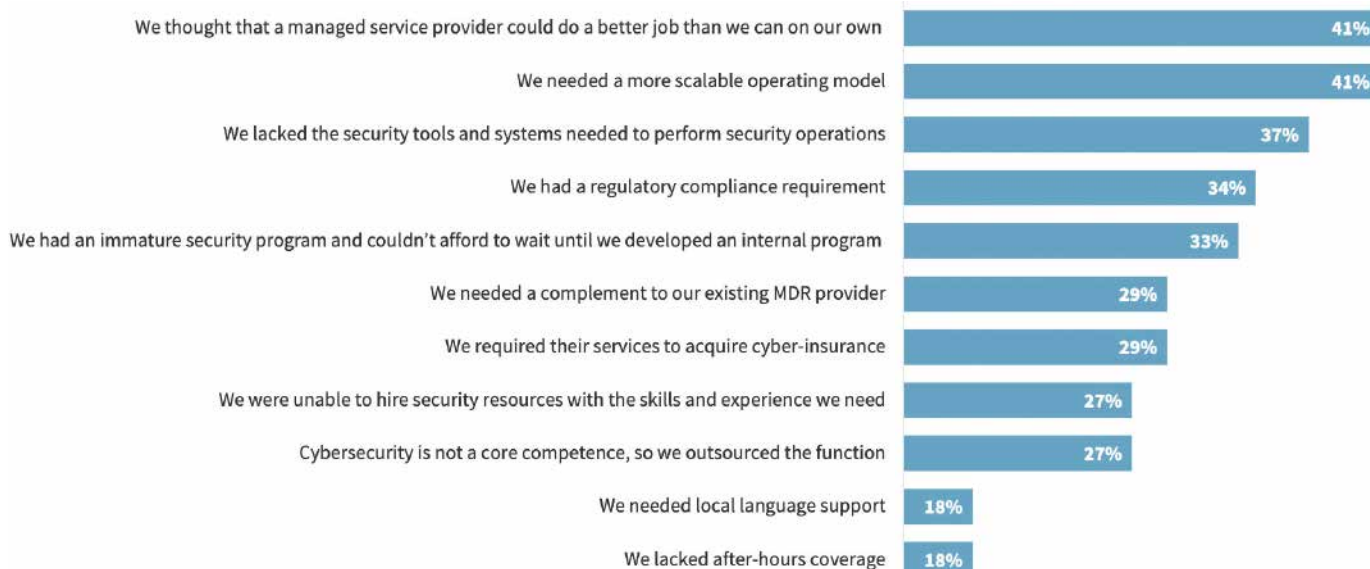 We thought that a managed service provider could do a better job than we can on our own 41%
We needed a more scalable operating model 41%
We lacked the security tools and systems needed to perform security operations 37%
We had a regulatory compliance requirement 34%
We had an immature security program and couldn’t afford to wait until we developed an internal program 33%
We needed a complement to our existing MDR provider 29%
We required their services to acquire cyber-insurance 29%
We were unable to hire security resources with the skills and experience we need 27%
Cybersecurity is not a core competence, so we outsourced the function 27%
We needed local language support 18%
We lacked after-hours coverage 18%